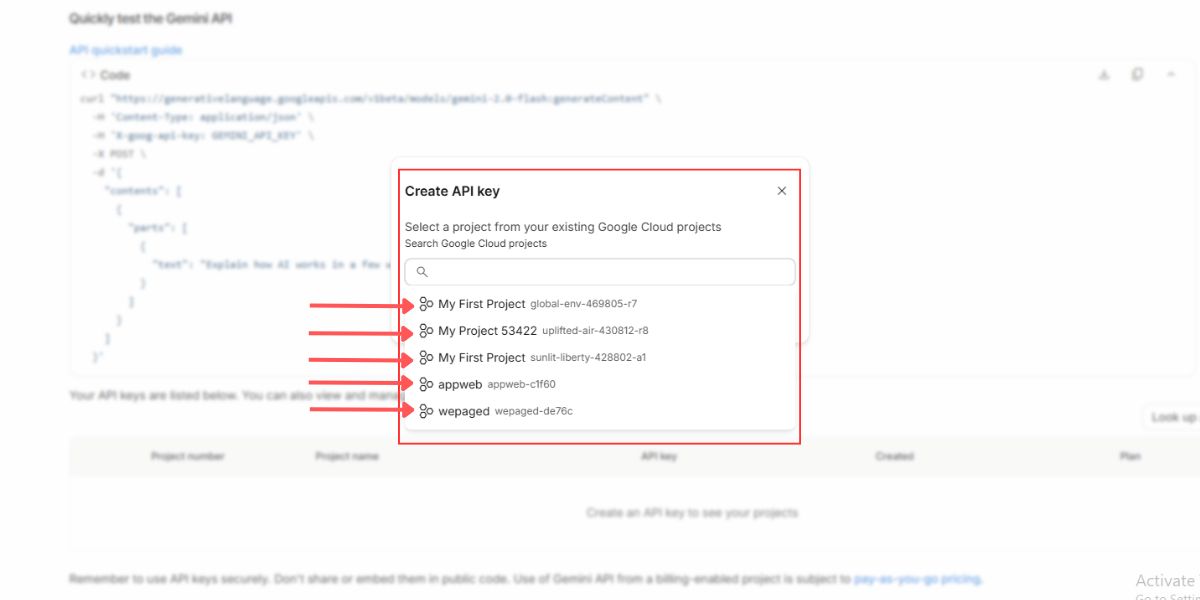 Quickly test the Gemini API
API quickstart guide
<> Code
curl "https://generativelanguage.googleapis.com/v1beta/models/gemini-2.0-flash:generateContent" \
-H 'Content-Type: application/json' \
-H 'X-goog-api-key: GEMINI_API_KEY' \
-X POST \
-d '{
"contents": [
{
"parts": [
{
"text": "Explain how AI works in a few
}
]
}
]
}'
Create API key
Select a project from your existing Google Cloud projects
Search Google Cloud projects
My First Project global-env-469805-r7
My Project 53422 uplifted-air-430812-r8
My First Project sunlit-liberty-428802-a1
appweb appweb-c1f60
wepaged wepaged-de76c
Your API keys are listed below. You can also view and
Look up
Project number Project name API key Created Plan
Create an API key to see your projects
Remember to use API keys securely. Don't share or embed them in public code. Use of Gemini API from a billing-enabled project is subject to pay-as-you-go pricing.
Activate
Go to